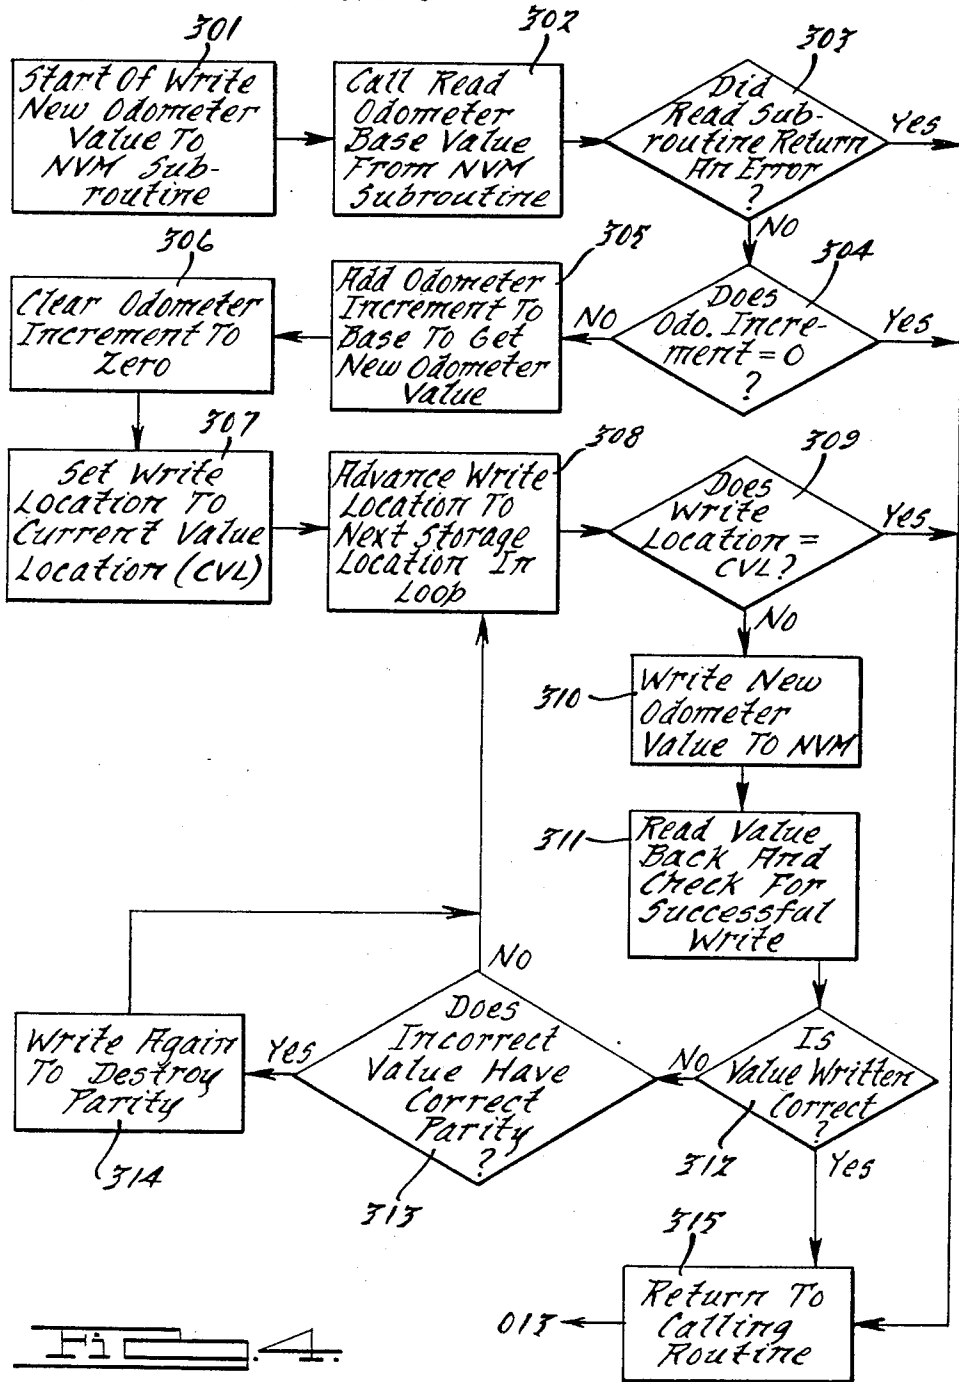 301
Start Of Write
New Odometer
Value To
NVM Sub-
routine
302
Call Read
Odometer
Base Value
From NVM
Subroutine
303
Did
Read Sub-
routine Return
An Error
?
Yes
No
304
Does
Odo. Incre-
ment = 0
?
Yes
No
305
Add Odometer
Increment To
Base To Get
New Odometer
Value
306
Clear Odometer
Increment To
Zero
307
Set Write
Location To
Current Value
Location (CVL)
308
Advance Write
Location To
Next Storage
Location In
Loop
309
Does
Write
Location =
CVL?
Yes
No
310
Write New
Odometer
Value To NVM
311
Read Value
Back And
Check For
Successful
Write
Is
Value Written
Correct
?
312
No
Yes
Does
Incorrect
Value Have
Correct
Parity
?
313
No
Yes
Write Again
To Destroy
Parity
314
315
Return To
Calling
Routine
013
Fig. 4.